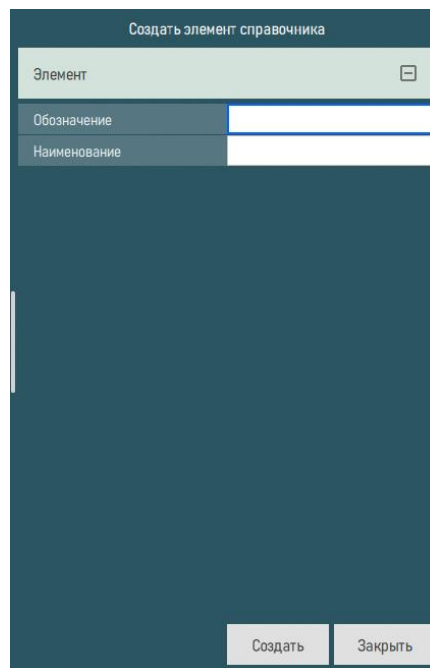 Создать элемент справочника
Элемент
Обозначение
Наименование
Создать Закрыть